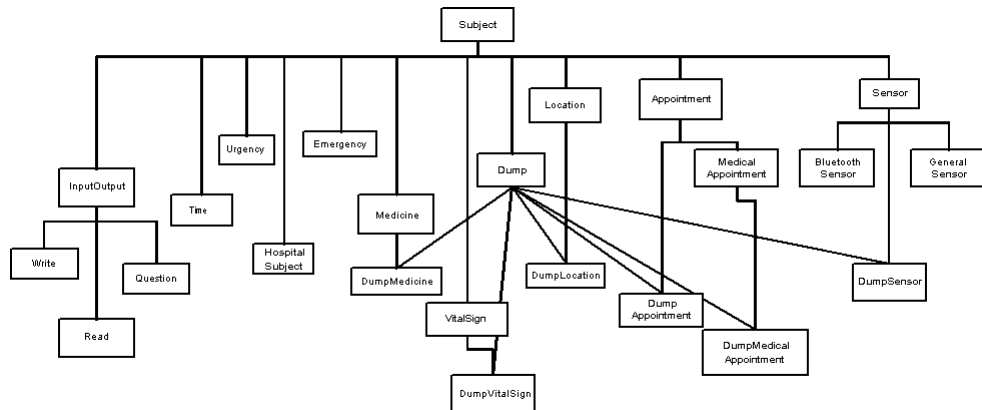 Subject
Location
Appointment
Sensor
Urgency
Emergency
Dump
Medical
Appointment
Bluetooth
Sensor
General
Sensor
InputOutput
Time
Medicine
Write
Question
Hospital
Subject
DumpMedicine
DumpLocation
DumpSensor
Dump
Appointment
VitalSign
Read
DumpMedical
Appointment
DumpVitalSign